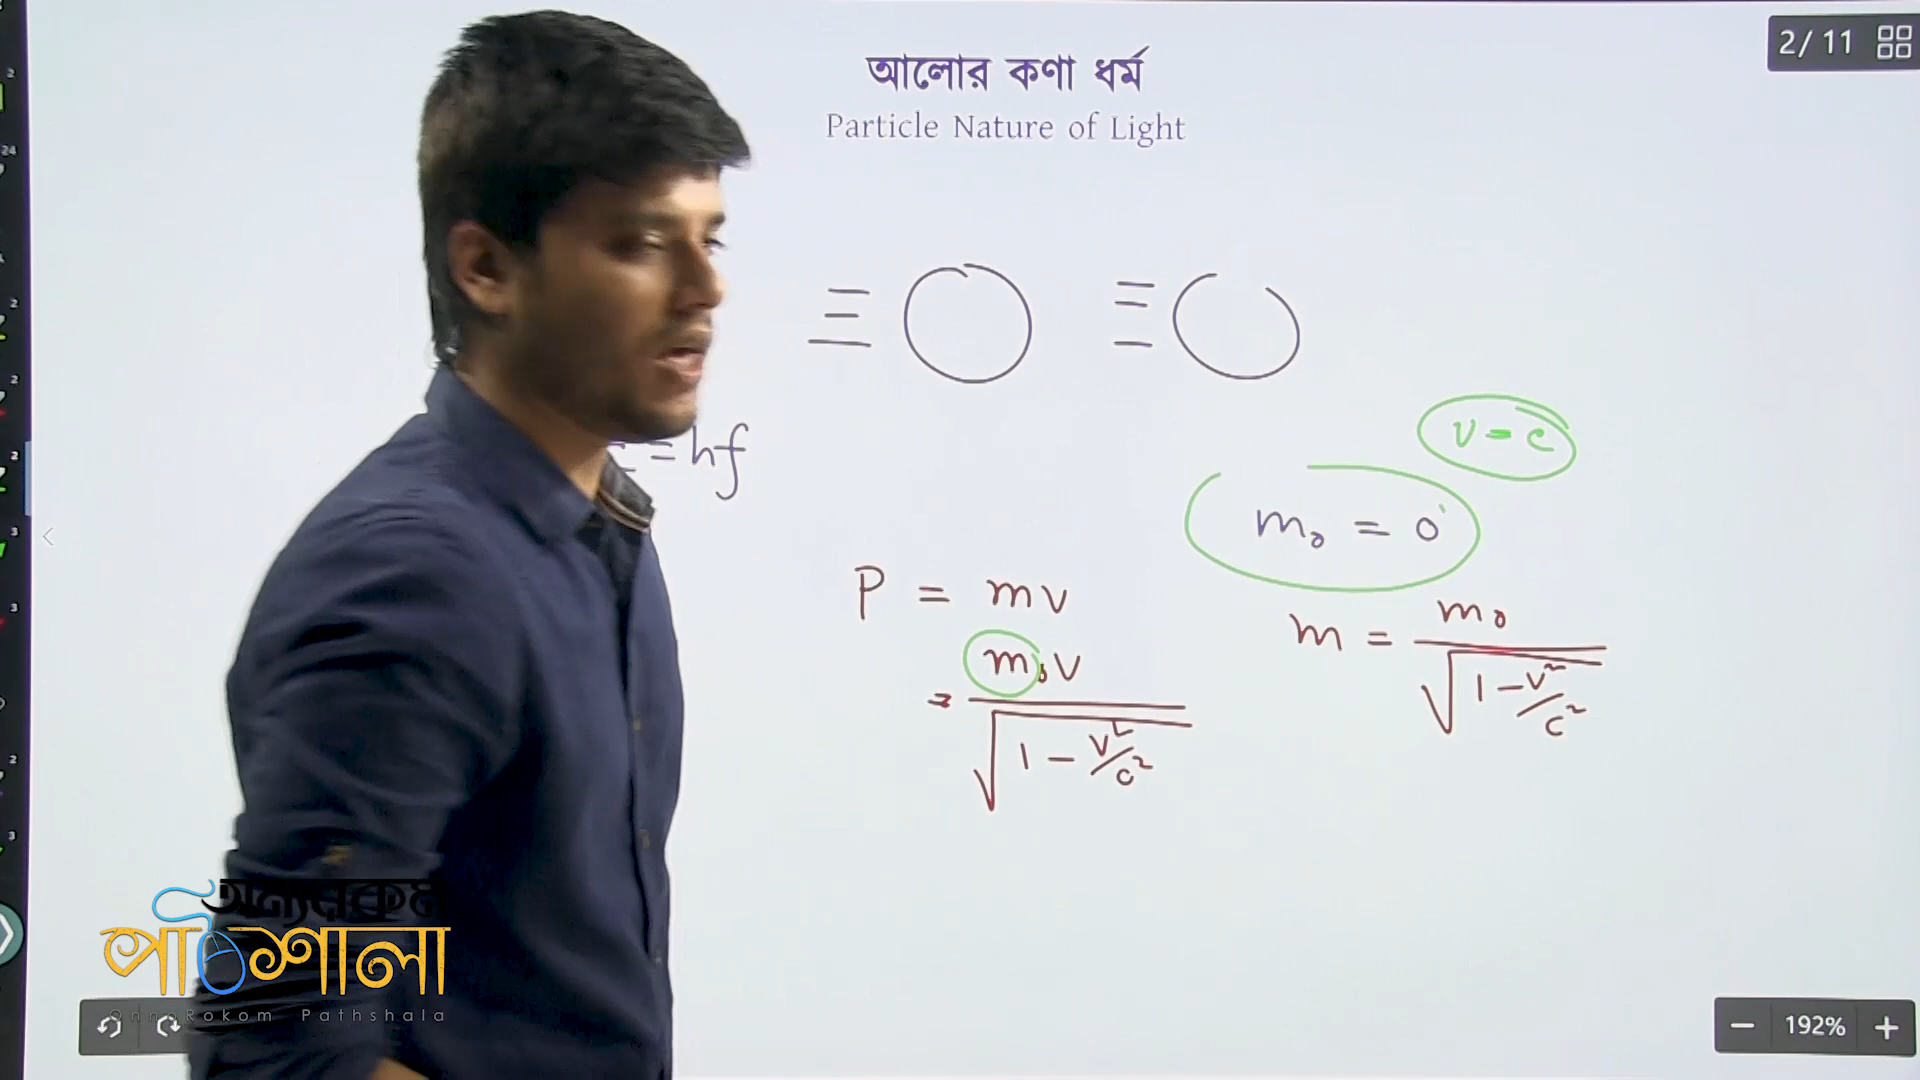 আলোর কণা ধর্ম
Particle Nature of Light
2/ 11
= hf
v = c
m₀ = 0
P = mv
= m₀v / √(1 - v²/c²)
m = m₀ / √(1 - v²/c²)
অন্যরকম
পাঠশালা
OnnoRokom Pathshala
192%